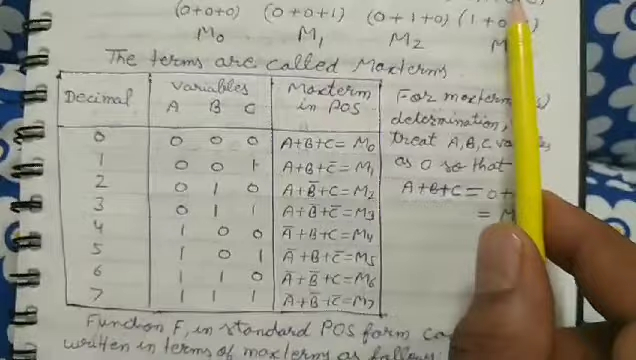 (0+0+0) (0+0+1) (0+1+0) (1+0
M0 M1 M2 M
The terms are called Maxterms
Decimal Variables A B C Maxterm in POS
0 0 0 0 A+B+C = M0
1 0 0 1 A+B+C̅ = M1
2 0 1 0 A+B̅+C = M2
3 0 1 1 A+B̅+C̅ = M3
4 1 0 0 A̅+B+C = M4
5 1 0 1 A̅+B+C̅ = M5
6 1 1 0 A̅+B̅+C = M6
7 1 1 1 A̅+B̅+C̅ = M7
For maxterm
determination,
treat A, B, C
as 0 so that
A+B+C = 0+
= M
Function F, in standard POS form
written in terms of maxterm as follows: